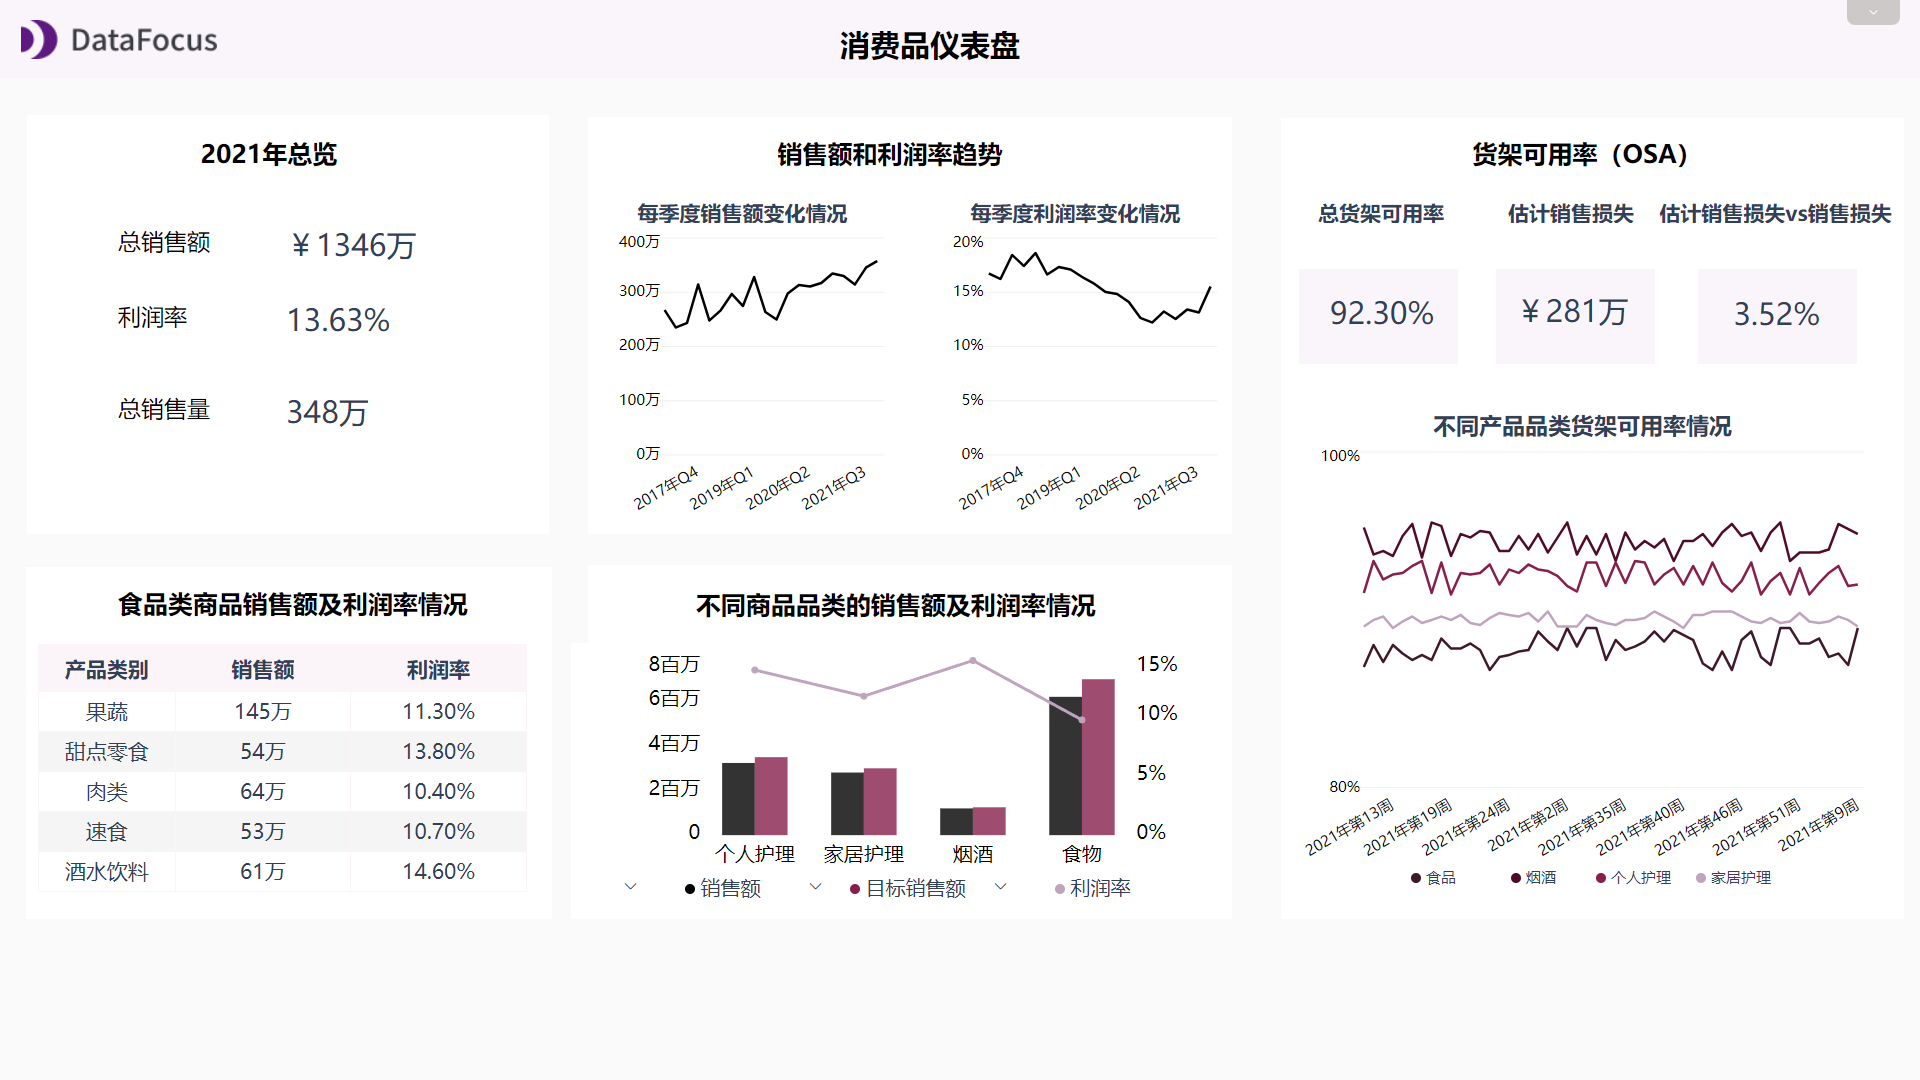 DataFocus
消费品仪表盘
2021年总览
总销售额 ¥1346万
利润率 13.63%
总销售量 348万
销售额和利润率趋势
每季度销售额变化情况
400万
300万
200万
100万
0万
2017年Q4 2019年Q1 2020年Q2 2021年Q3
每季度利润率变化情况
20%
15%
10%
5%
0%
2017年Q4 2019年Q1 2020年Q2 2021年Q3
货架可用率（OSA）
总货架可用率 估计销售损失 估计销售损失vs销售损失
92.30% ¥281万 3.52%
不同产品品类货架可用率情况
100%
80%
2021年第13周 2021年第19周 2021年第24周 2021年第2周 2021年第35周 2021年第40周 2021年第46周 2021年第51周 2021年第9周
食品 烟酒 个人护理 家居护理
食品类商品销售额及利润率情况
产品类别 销售额 利润率
果蔬 145万 11.30%
甜点零食 54万 13.80%
肉类 64万 10.40%
速食 53万 10.70%
酒水饮料 61万 14.60%
不同商品品类的销售额及利润率情况
8百万 15%
6百万 10%
4百万
2百万 5%
0 0%
个人护理 家居护理 烟酒 食物
销售额 目标销售额 利润率